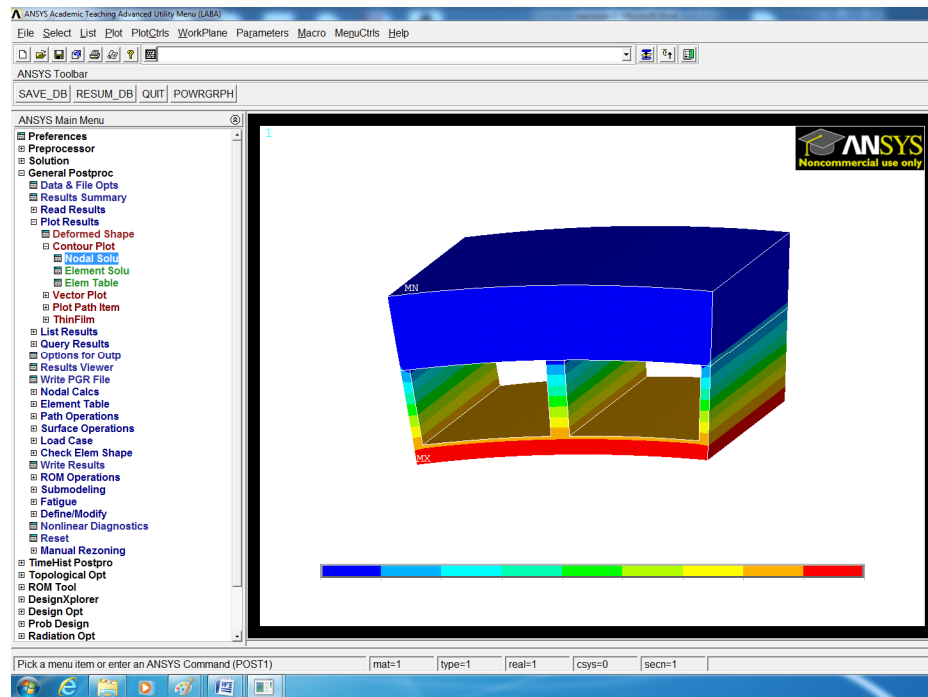 ANSYS Academic Teaching Advanced Utility Menu (LABA)
File Select List Plot PlotCtrls WorkPlane Parameters Macro MenuCtrls Help
ANSYS Toolbar
SAVE_DB RESUM_DB QUIT POWRGRPH
ANSYS Main Menu
Preferences
Preprocessor
Solution
General Postproc
Data & File Opts
Results Summary
Read Results
Plot Results
Deformed Shape
Contour Plot
Nodal Solu
Element Solu
Elem Table
Vector Plot
Plot Path Item
ThinFilm
List Results
Query Results
Options for Outp
Results Viewer
Write PGR File
Nodal Calcs
Element Table
Path Operations
Surface Operations
Load Case
Check Elem Shape
Write Results
ROM Operations
Submodeling
Fatigue
Define/Modify
Nonlinear Diagnostics
Reset
Manual Rezoning
TimeHist Postpro
Topological Opt
ROM Tool
DesignXplorer
Design Opt
Prob Design
Radiation Opt
1
ANSYS
Noncommercial use only
MN
MX
Pick a menu item or enter an ANSYS Command (POST1) mat=1 type=1 real=1 csys=0 secn=1